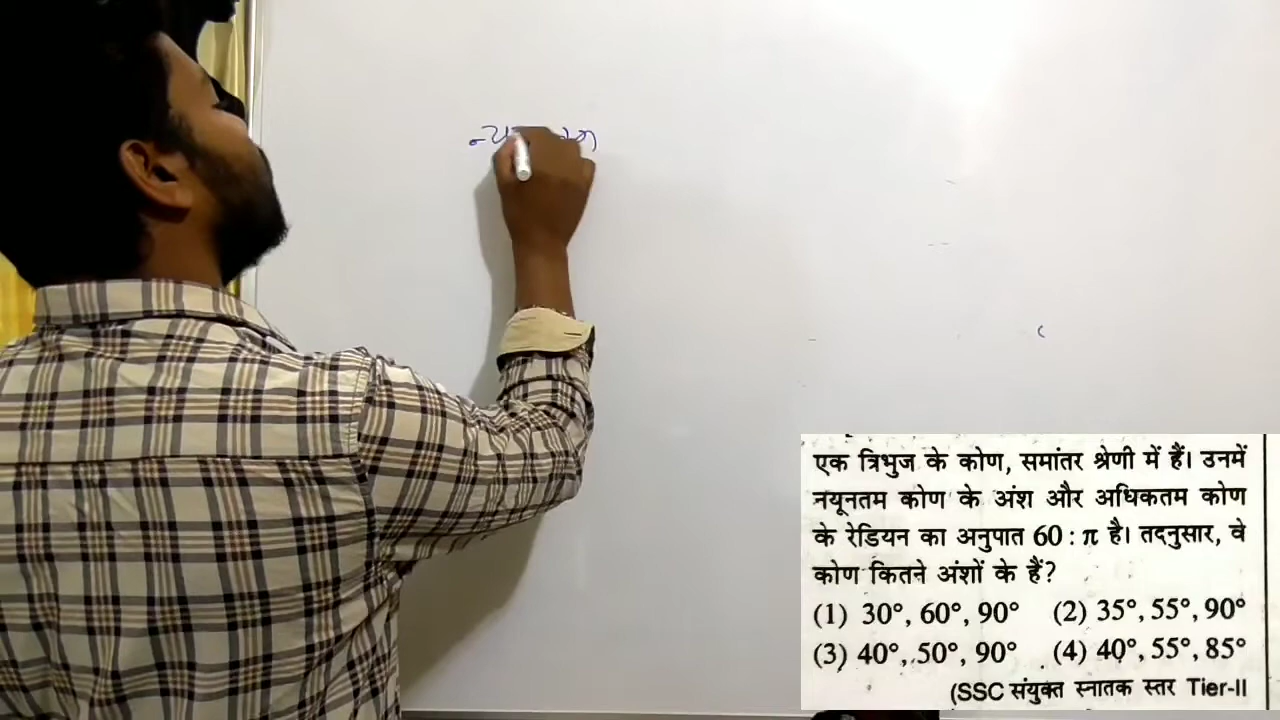 एक त्रिभुज के कोण, समांतर श्रेणी में हैं। उनमें
नयूनतम कोण के अंश और अधिकतम कोण
के रेडियन का अनुपात 60 : π है। तद्नुसार, वे
कोण कितने अंशों के हैं?
(1) 30°, 60°, 90° (2) 35°, 55°, 90°
(3) 40°, 50°, 90° (4) 40°, 55°, 85°
(SSC संयुक्त स्नातक स्तर Tier-II